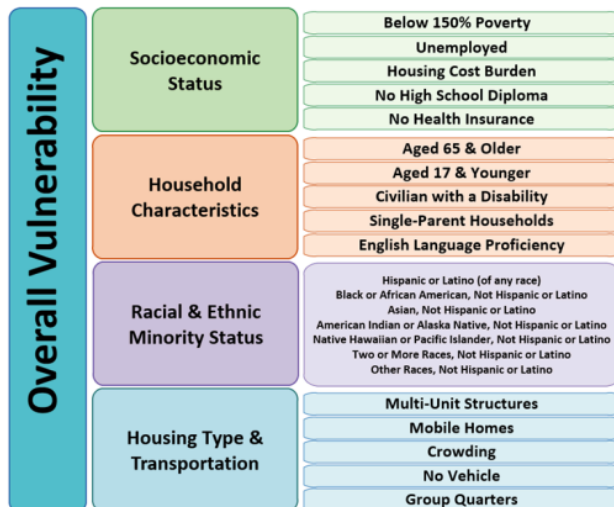 Overall Vulnerability
Socioeconomic
Status
Below 150% Poverty
Unemployed
Housing Cost Burden
No High School Diploma
No Health Insurance
Household
Characteristics
Aged 65 & Older
Aged 17 & Younger
Civilian with a Disability
Single-Parent Households
English Language Proficiency
Racial & Ethnic
Minority Status
Hispanic or Latino (of any race)
Black or African American, Not Hispanic or Latino
Asian, Not Hispanic or Latino
American Indian or Alaska Native, Not Hispanic or Latino
Native Hawaiian or Pacific Islander, Not Hispanic or Latino
Two or More Races, Not Hispanic or Latino
Other Races, Not Hispanic or Latino
Housing Type &
Transportation
Multi-Unit Structures
Mobile Homes
Crowding
No Vehicle
Group Quarters